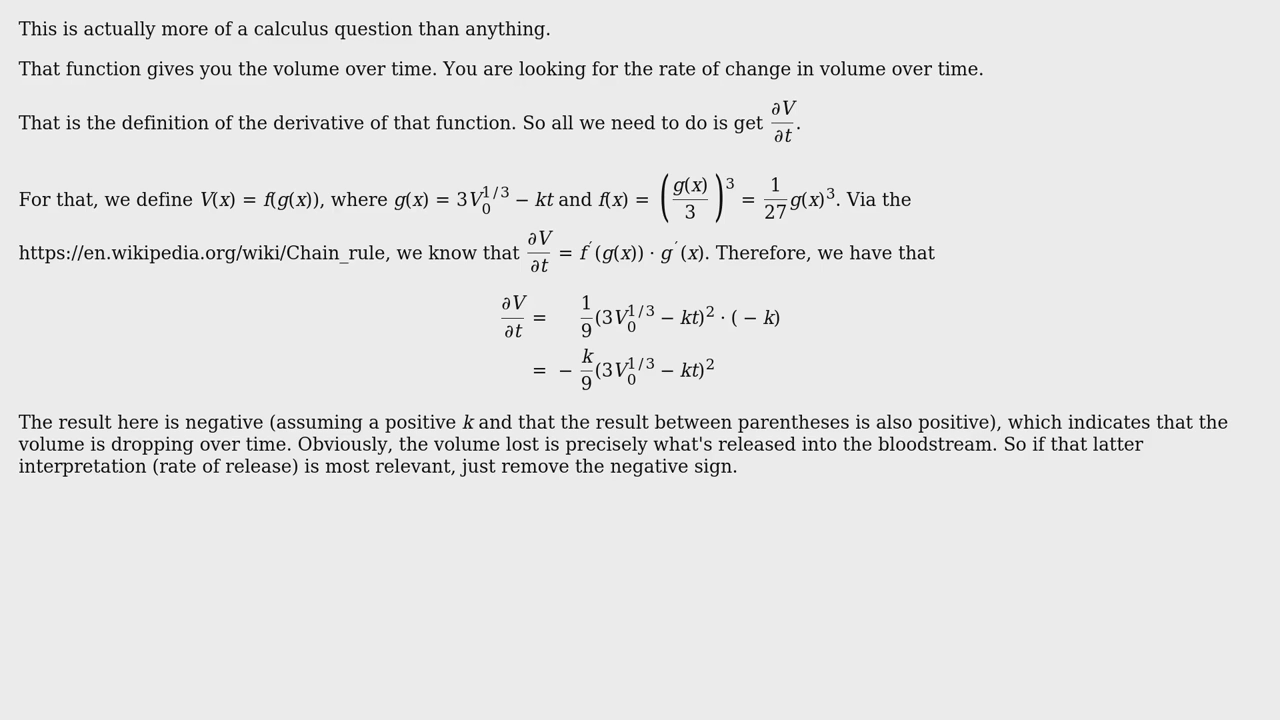 This is actually more of a calculus question than anything.
That function gives you the volume over time. You are looking for the rate of change in volume over time.
That is the definition of the derivative of that function. So all we need to do is get ∂V/∂t.
For that, we define V(x) = f(g(x)), where g(x) = 3V₀^{1/3} − kt and f(x) = (g(x)/3)³ = 1/27 g(x)³. Via the
https://en.wikipedia.org/wiki/Chain_rule, we know that ∂V/∂t = f′(g(x)) · g′(x). Therefore, we have that
∂V/∂t = 1/9 (3V₀^{1/3} − kt)² · ( − k)
= − k/9 (3V₀^{1/3} − kt)²
The result here is negative (assuming a positive k and that the result between parentheses is also positive), which indicates that the
volume is dropping over time. Obviously, the volume lost is precisely what's released into the bloodstream. So if that latter
interpretation (rate of release) is most relevant, just remove the negative sign.